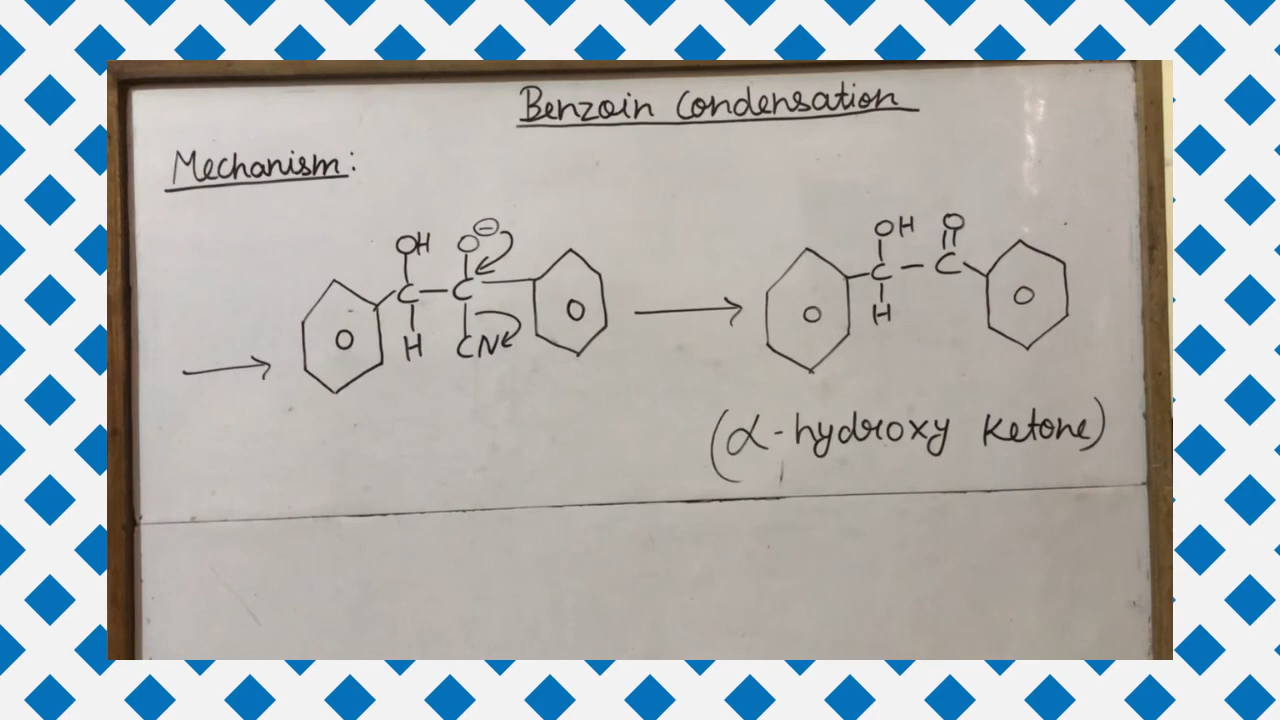 Benzoin Condensation
Mechanism:
OH O⊖ OH O
C C C C
H CN H
(α-hydroxy ketone)